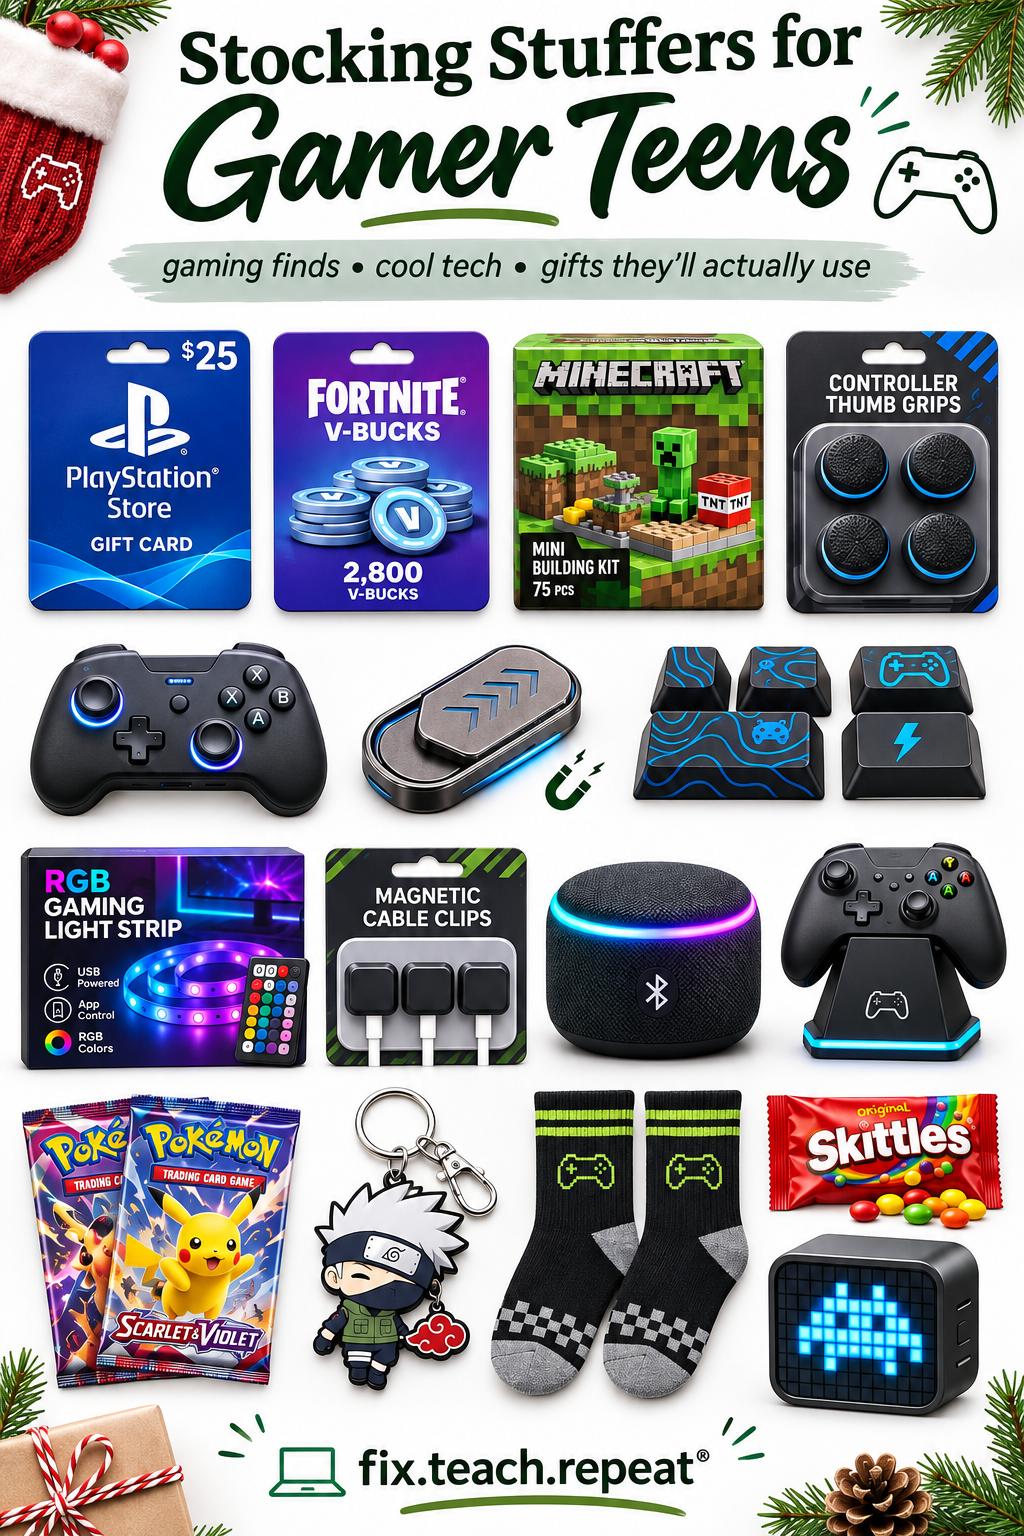 Stocking Stuffers for
Gamer Teens
gaming finds • cool tech • gifts they'll actually use
$25
PlayStation®
Store
GIFT CARD
FORTNITE®
V-BUCKS
2,800
V-BUCKS
MINECRAFT
TNT TNT
MINI
BUILDING KIT
75 PCS
CONTROLLER
THUMB GRIPS
X
X B
A
RGB
GAMING
LIGHT STRIP
USB
Powered
App
Control
RGB
Colors
MAGNETIC
CABLE CLIPS
Y
A A
A
Poké
TRADING C
POKéMON
TRADING CARD GAME
SCARLET & VIOLET
original
Skittles
fix.teach.repeat®